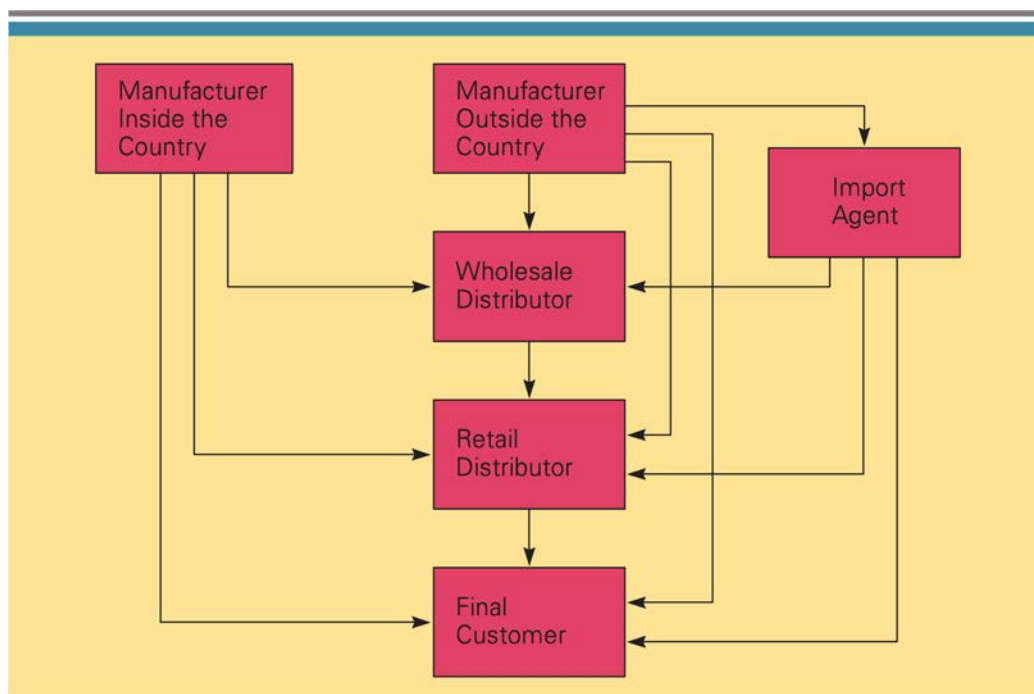 Manufacturer
Inside the
Country
Manufacturer
Outside the
Country
Import
Agent
Wholesale
Distributor
Retail
Distributor
Final
Customer